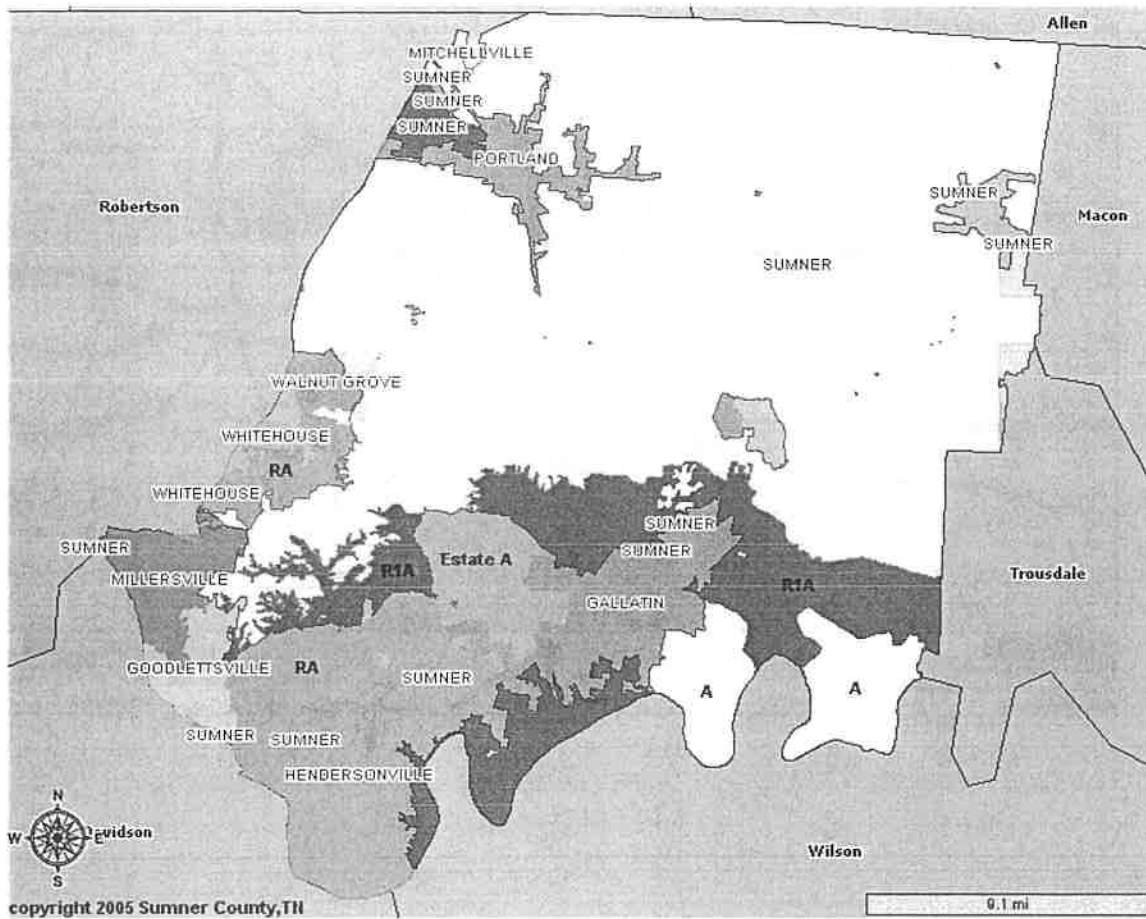 Allen
MITCHELLVILLE
SUMNER
SUMNER
SUMNER
PORTLAND
SUMNER
Robertson
Macon
SUMNER
SUMNER
WALNUT GROVE
WHITEHOUSE
RA
WHITEHOUSE
SUMNER
SUMNER
SUMNER
Estate A
R1A
R1A
Trousdale
MILLERSVILLE
GALLATIN
GOODLETTSVILLE
RA
SUMNER
A
A
SUMNER
SUMNER
HENDERSONVILLE
N
W
E
S
Wilson
copyright 2005 Sumner County,TN
9.1 mi